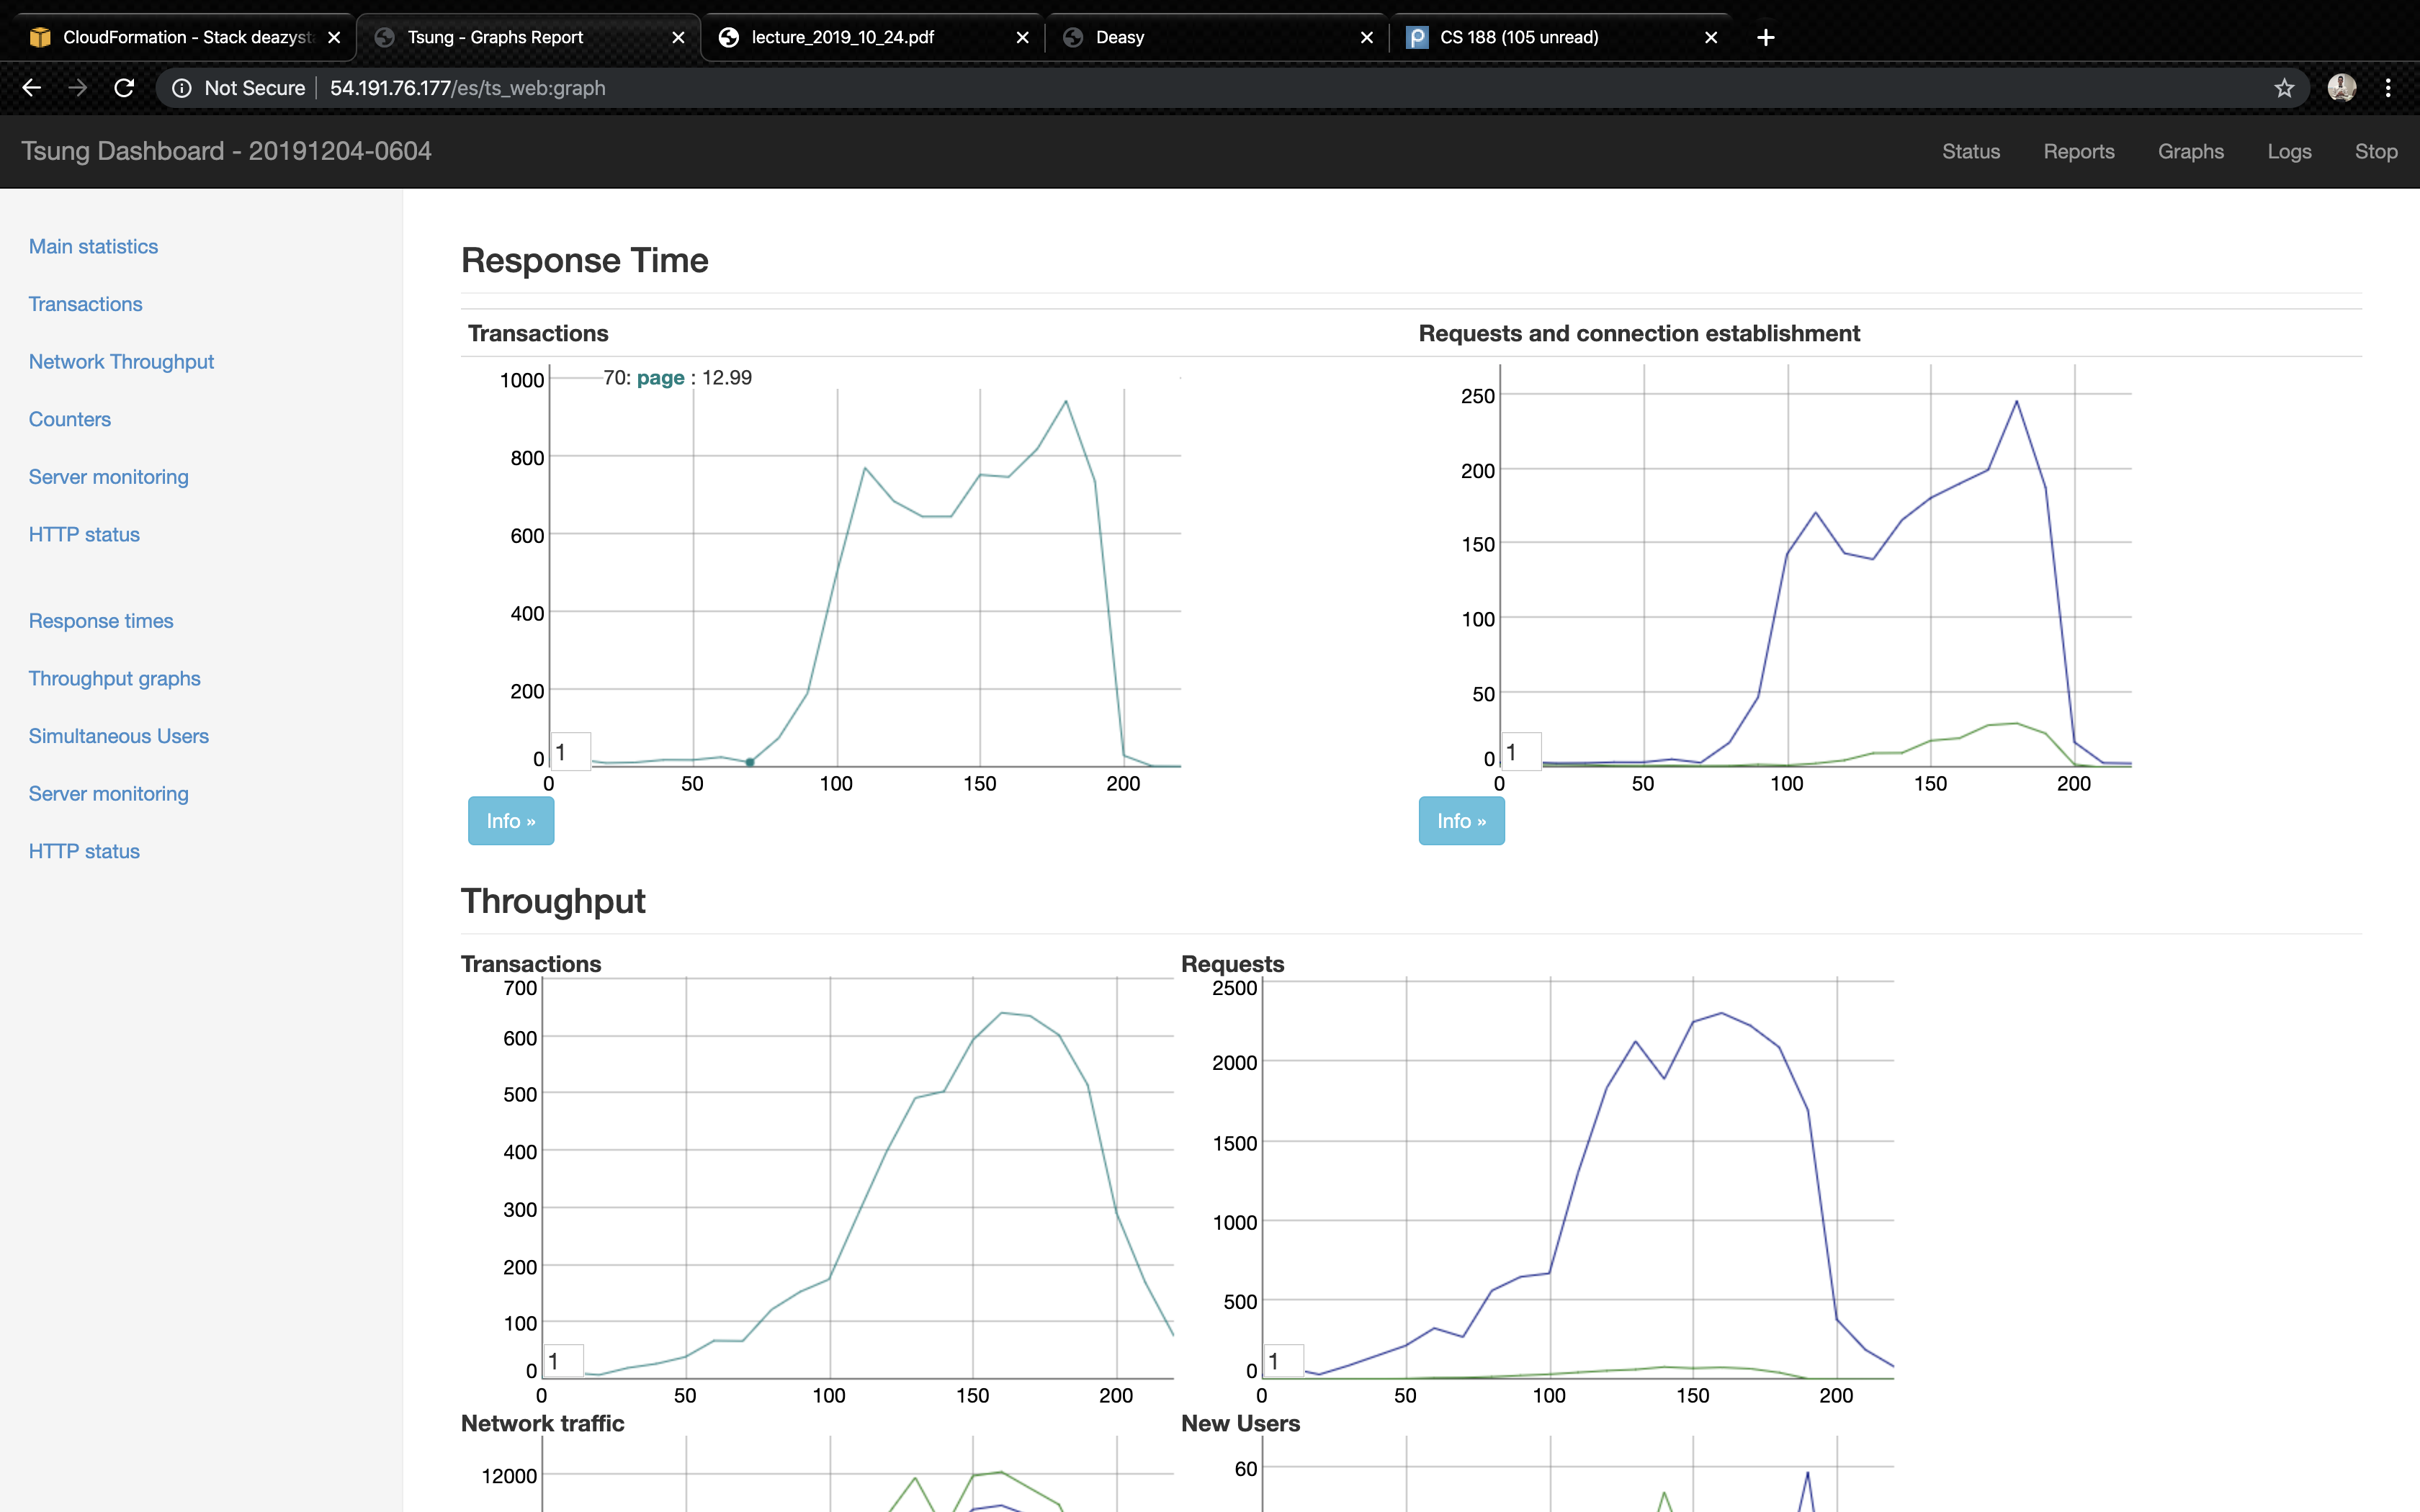 CloudFormation - Stack deazyst
Tsung - Graphs Report
lecture_2019_10_24.pdf
Deasy
CS 188 (105 unread)
Not Secure
54.191.76.177/es/ts_web:graph
Tsung Dashboard - 20191204-0604
Status
Reports
Graphs
Logs
Stop
Main statistics
Transactions
Network Throughput
Counters
Server monitoring
HTTP status
Response times
Throughput graphs
Simultaneous Users
Server monitoring
HTTP status
Response Time
Transactions
70: page : 12.99
1000
800
600
400
200
0
1
0 50 100 150 200
Info »
Requests and connection establishment
250
200
150
100
50
0
1
0 50 100 150 200
Info »
Throughput
Transactions
700
600
500
400
300
200
100
0
1
0 50 100 150 200
Requests
2500
2000
1500
1000
500
0
1
0 50 100 150 200
Network traffic
12000
New Users
60